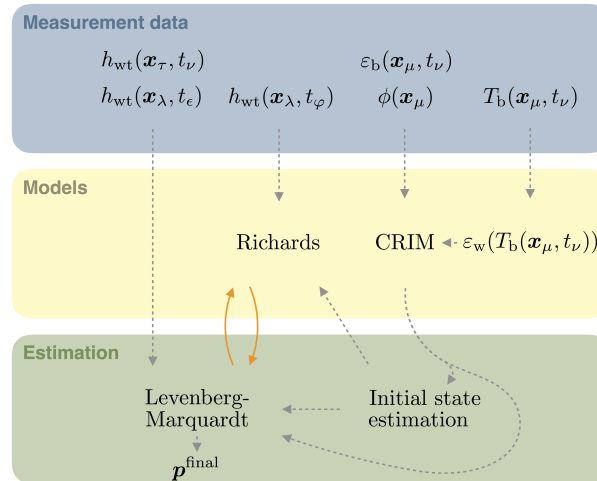 Measurement data
h_wt(x_τ, t_ν)
ε_b(x_μ, t_ν)
h_wt(x_λ, t_ϵ)
h_wt(x_λ, t_φ)
ϕ(x_μ)
T_b(x_μ, t_ν)
Models
Richards
CRIM
ε_w(T_b(x_μ, t_ν))
Estimation
Levenberg-
Marquardt
Initial state
estimation
p^final